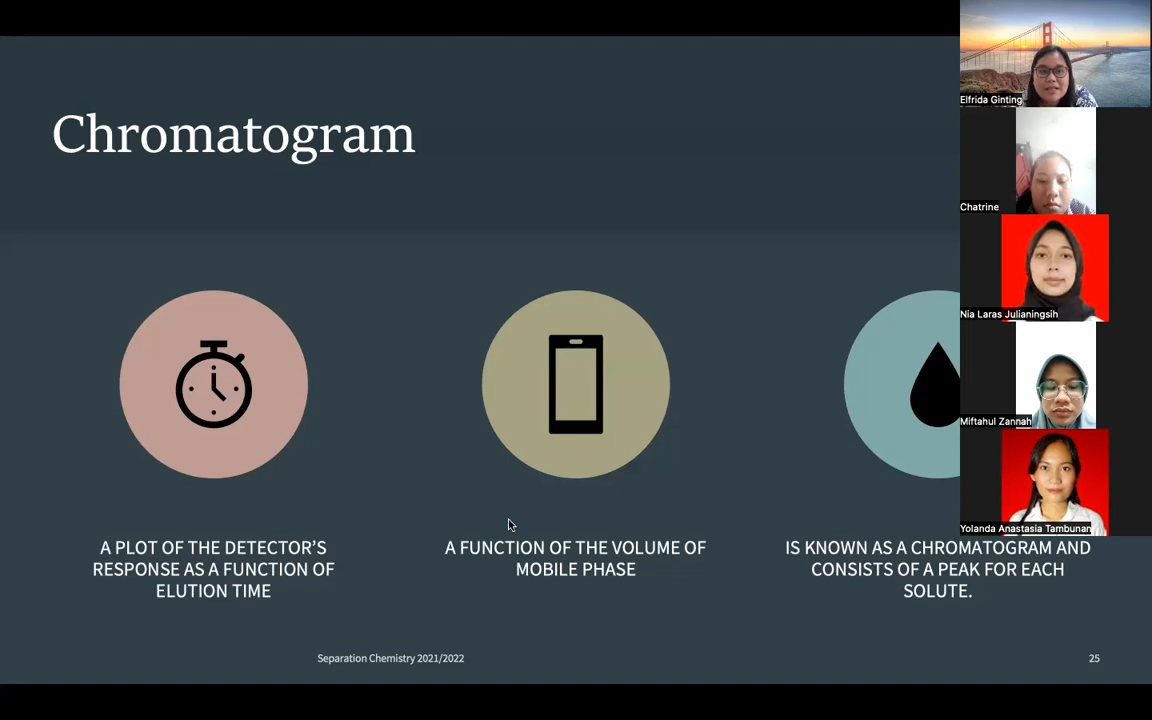 Chromatogram
A PLOT OF THE DETECTOR’S
RESPONSE AS A FUNCTION OF
ELUTION TIME
A FUNCTION OF THE VOLUME OF
MOBILE PHASE
IS KNOWN AS A CHROMATOGRAM AND
CONSISTS OF A PEAK FOR EACH
SOLUTE.
Separation Chemistry 2021/2022
25
Elfrida Ginting
Chatrine
Nia Laras Julianingsih
Miftahul Zannah
Yolanda Anastasia Tambunan